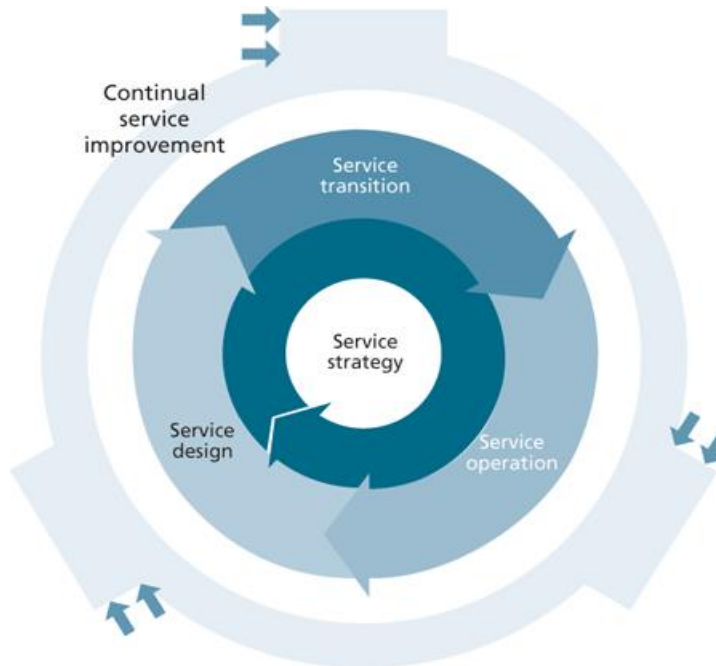 Continual
service
improvement
Service
transition
Service
strategy
Service
design
Service
operation